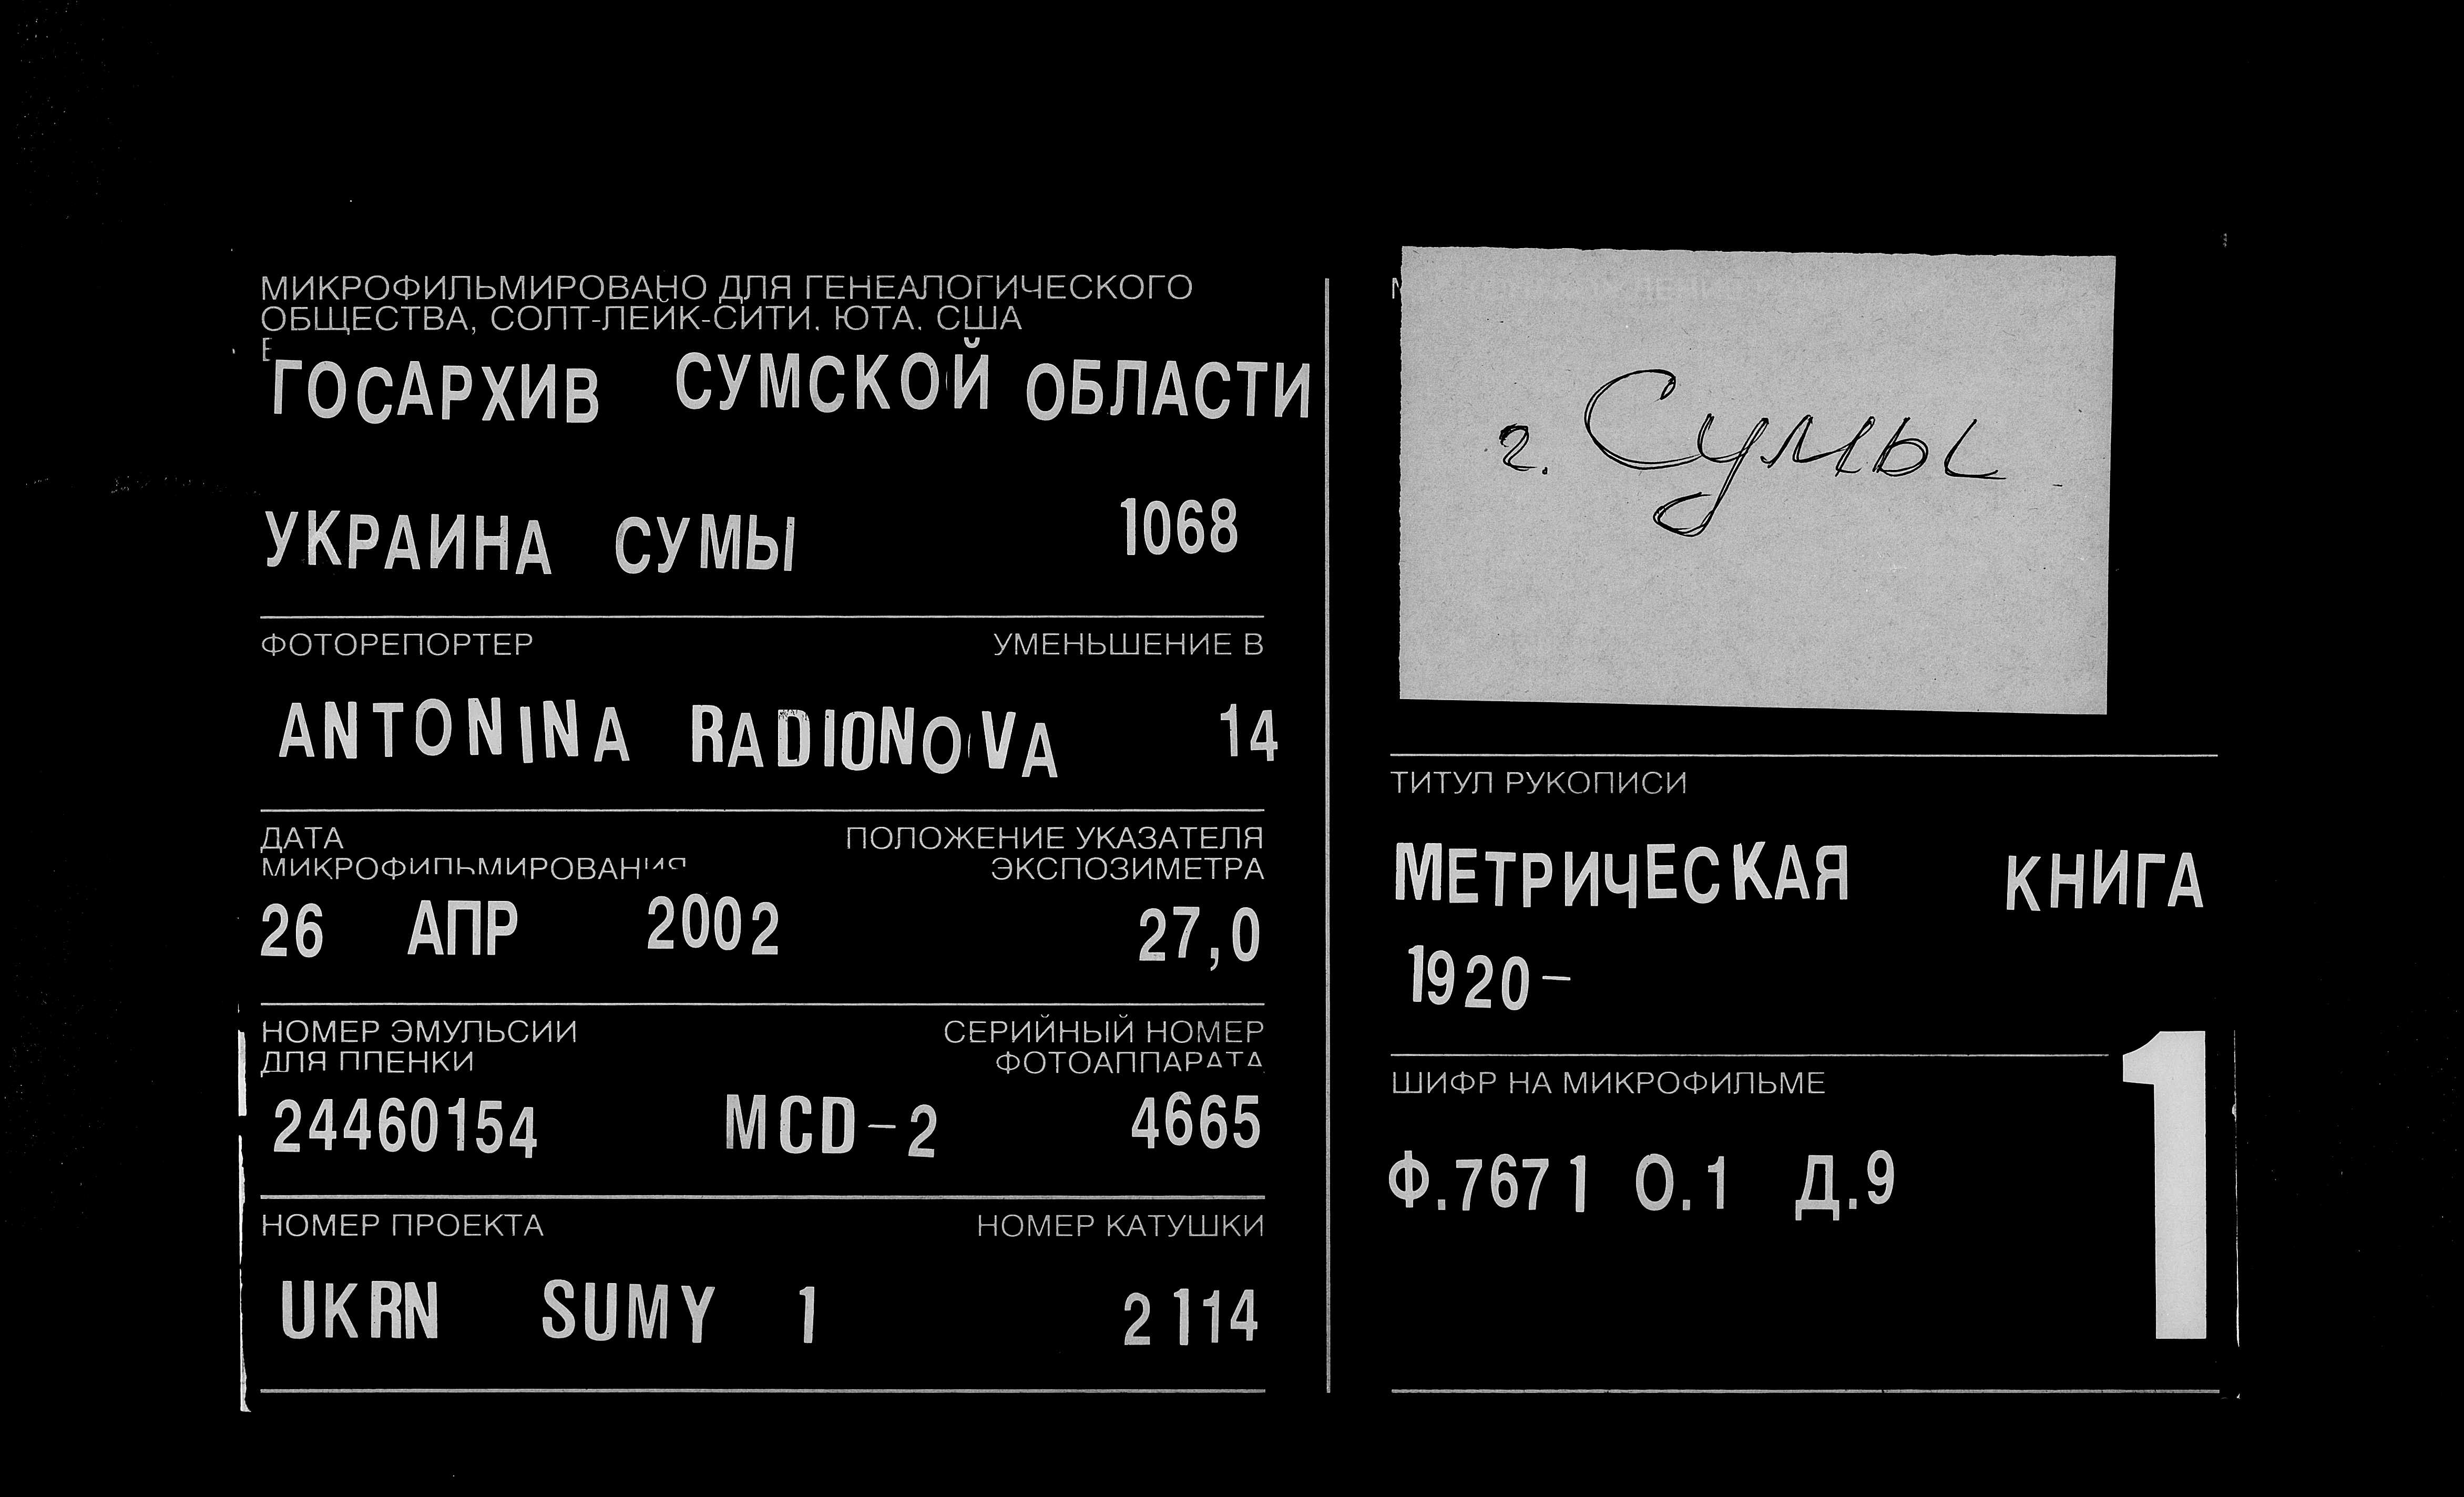 МИКРОФИЛЬМИРОВАНО ДЛЯ ГЕНЕАЛОГИЧЕСКОГО
ОБЩЕСТВА, СОЛТ-ЛЕЙК-СИТИ, ЮТА, США
ГОСАРХИВ СУМСКОЙ ОБЛАСТИ
УКРАИНА СУМЫ 1068
ФОТОРЕПОРТЕР УМЕНЬШЕНИЕ В
ANTONINA RADIONOVA 14
ДАТА ПОЛОЖЕНИЕ УКАЗАТЕЛЯ
МИКРОФИЛЬМИРОВАНИЯ ЭКСПОЗИМЕТРА
26 АПР 2002 27,0
НОМЕР ЭМУЛЬСИИ СЕРИЙНЫЙ НОМЕР
ДЛЯ ПЛЕНКИ ФОТОАППАРАТА
24460154 MCD-2 4665
НОМЕР ПРОЕКТА НОМЕР КАТУШКИ
UKRN SUMY 1 2114
г. Сумы
ТИТУЛ РУКОПИСИ
МЕТРИЧЕСКАЯ КНИГА
1920-
ШИФР НА МИКРОФИЛЬМЕ
Ф.7671 О.1 Д.9
1